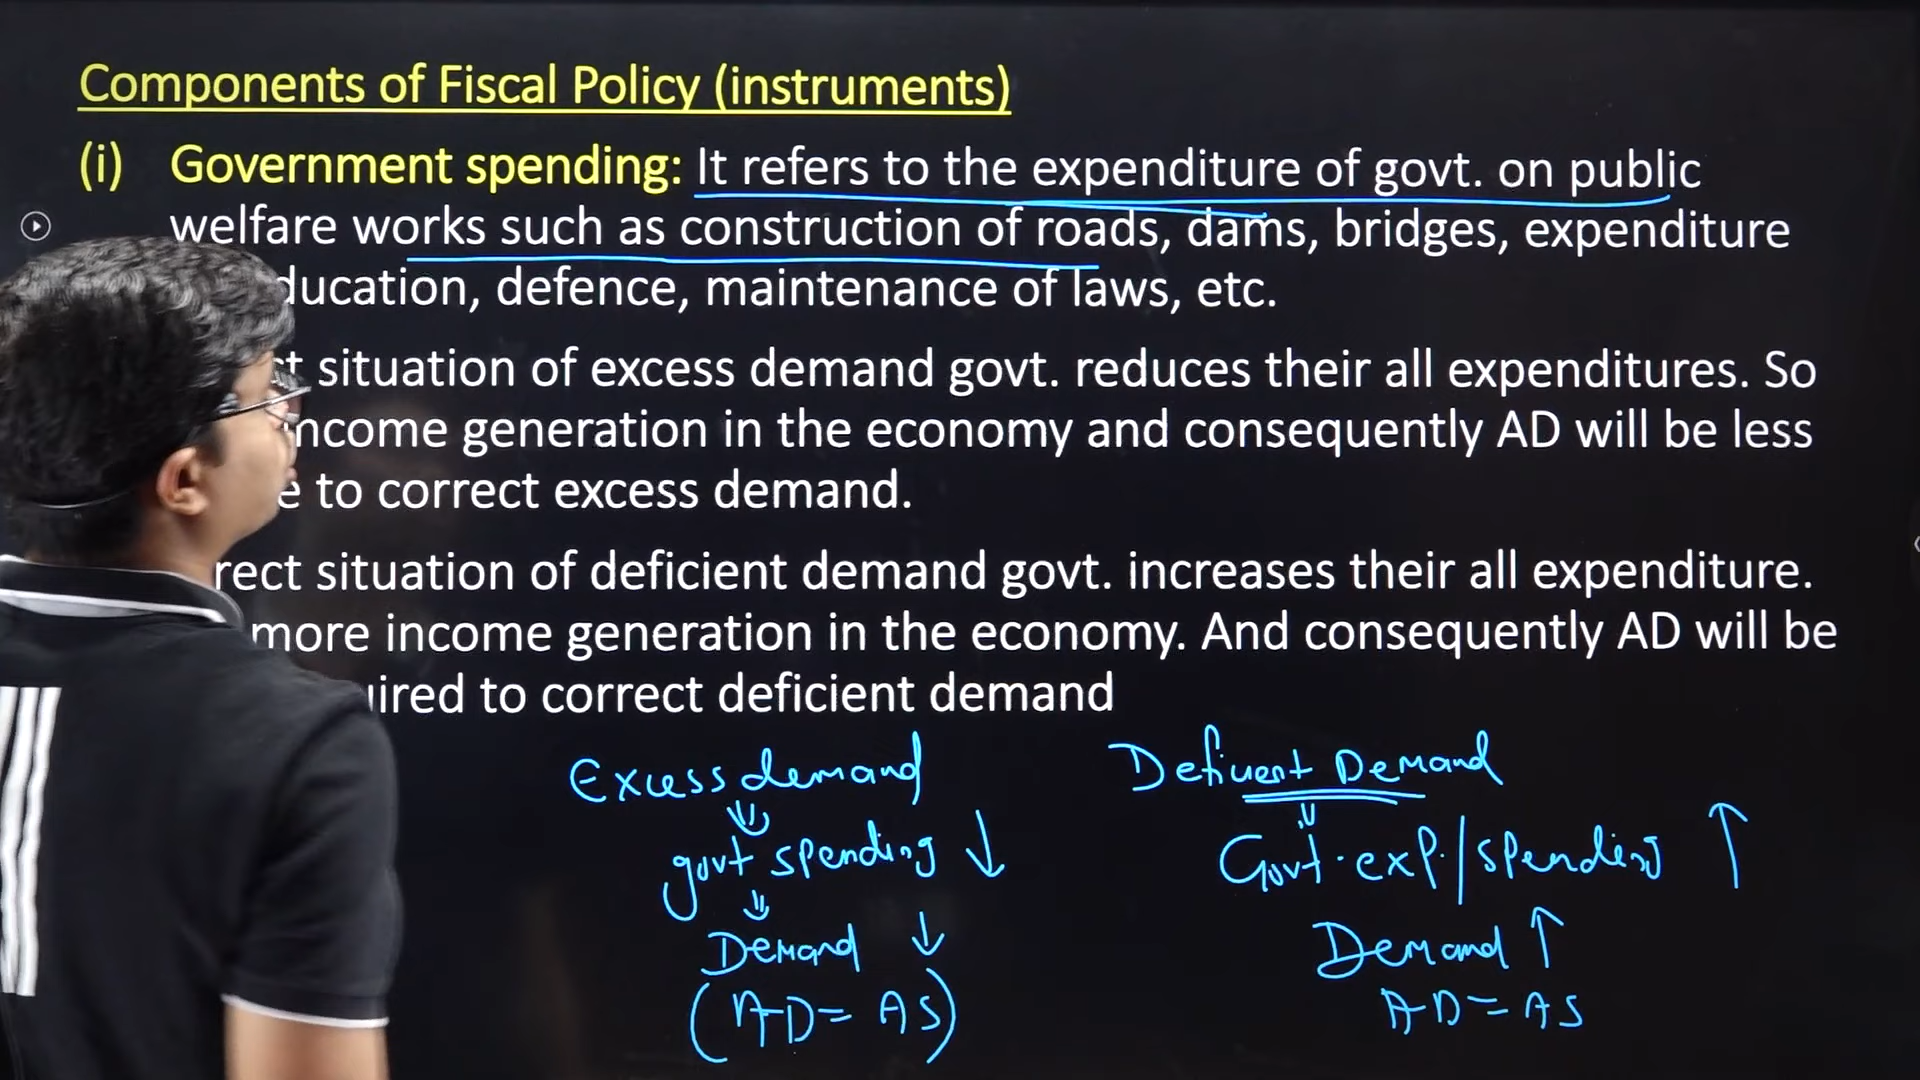 Components of Fiscal Policy (instruments)
(i) Government spending: It refers to the expenditure of govt. on public
welfare works such as construction of roads, dams, bridges, expenditure
ducation, defence, maintenance of laws, etc.
situation of excess demand govt. reduces their all expenditures. So
income generation in the economy and consequently AD will be less
to correct excess demand.
rect situation of deficient demand govt. increases their all expenditure.
more income generation in the economy. And consequently AD will be
uired to correct deficient demand
Excess demand
govt spending ↓
Demand ↓
(AD = AS)
Deficient Demand
Govt. exp. / spending ↑
Demand ↑
AD = AS